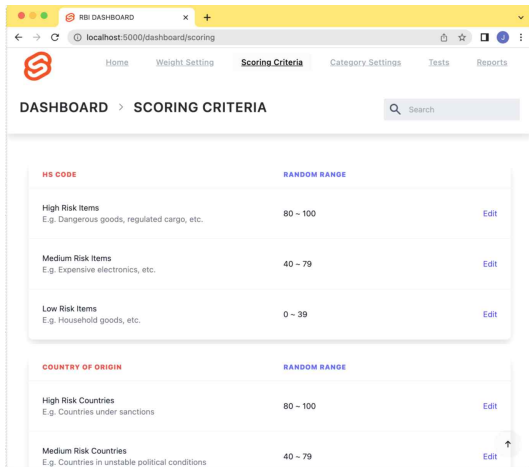 RBI DASHBOARD
localhost:5000/dashboard/scoring
J
Home Weight Setting Scoring Criteria Category Settings Tests Reports
DASHBOARD > SCORING CRITERIA
Search
HS CODE RANDOM RANGE
High Risk Items
E.g. Dangerous goods, regulated cargo, etc.
80 ~ 100
Edit
Medium Risk Items
E.g. Expensive electronics, etc.
40 ~ 79
Edit
Low Risk Items
E.g. Household goods, etc.
0 ~ 39
Edit
COUNTRY OF ORIGIN RANDOM RANGE
High Risk Countries
E.g. Countries under sanctions
80 ~ 100
Edit
Medium Risk Countries
E.g. Countries in unstable political conditions
40 ~ 79
Edit